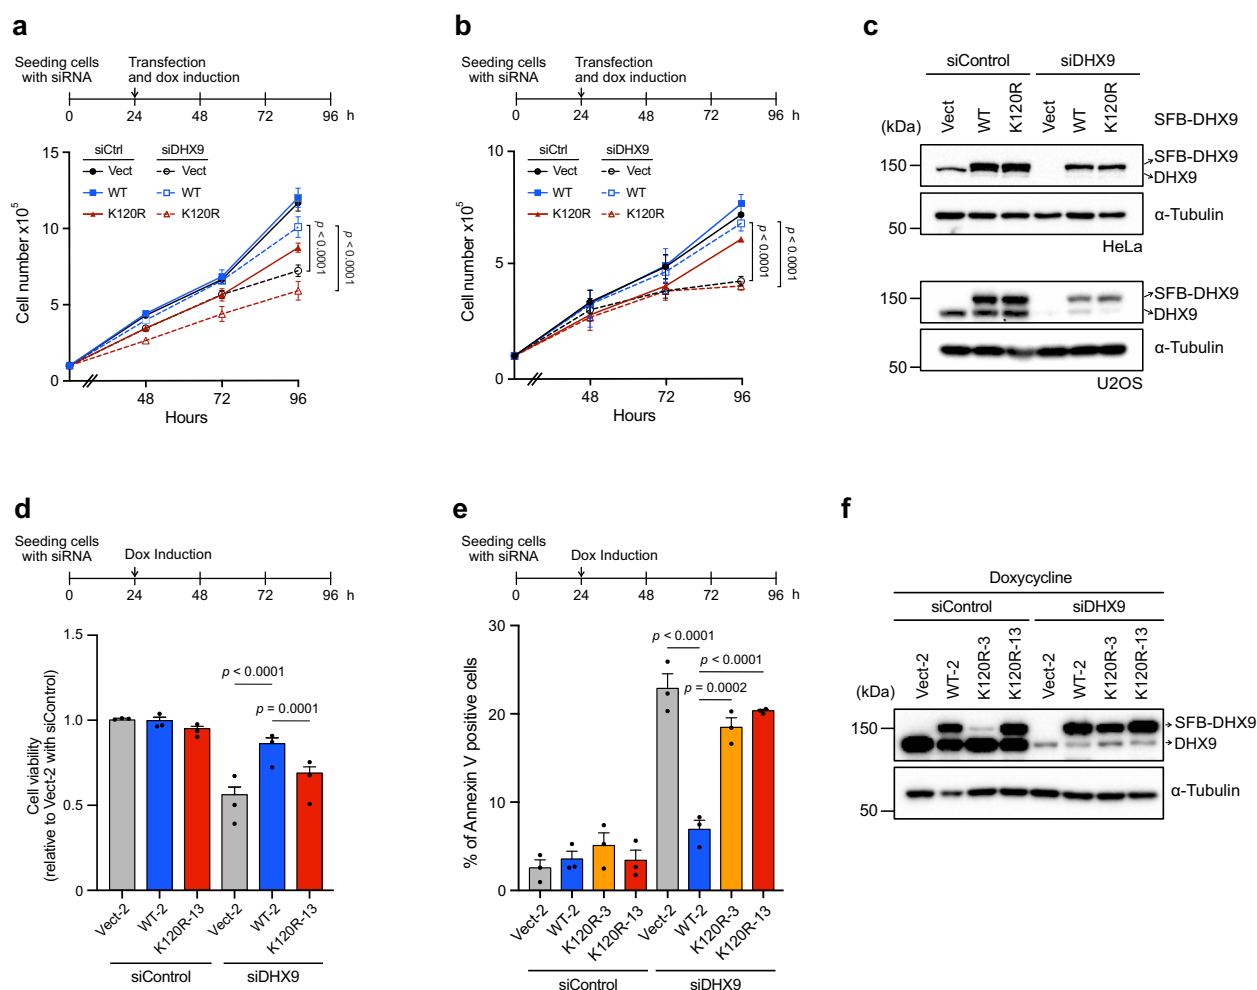 a
Seeding cells
with siRNA
Transfection
and dox induction
0 24 48 72 96 h
siCtrl siDHX9
Vect Vect
WT WT
K120R K120R
15
10
5
0
Cell number x10⁵
p < 0.0001
p < 0.0001
48 72 96
Hours
b
Seeding cells
with siRNA
Transfection
and dox induction
0 24 48 72 96 h
siCtrl siDHX9
Vect Vect
WT WT
K120R K120R
10
5
0
Cell number x10⁵
p < 0.0001
p < 0.0001
48 72 96
Hours
c
siControl siDHX9
Vect WT K120R Vect WT K120R
(kDa)
SFB-DHX9
150
SFB-DHX9
DHX9
α-Tubulin
50
HeLa
150
SFB-DHX9
DHX9
α-Tubulin
50
U2OS
d
Seeding cells
with siRNA
Dox Induction
0 24 48 72 96 h
1.5
1.0
0.5
0
Cell viability
(relative to Vect-2 with siControl)
p < 0.0001
p = 0.0001
Vect-2 WT-2 K120R-13 Vect-2 WT-2 K120R-13
siControl siDHX9
e
Seeding cells
with siRNA
Dox Induction
0 24 48 72 96 h
30
20
10
0
% of Annexin V positive cells
p < 0.0001
p < 0.0001
p = 0.0002
Vect-2 WT-2 K120R-3 K120R-13 Vect-2 WT-2 K120R-3 K120R-13
siControl siDHX9
f
Doxycycline
siControl siDHX9
Vect-2 WT-2 K120R-3 K120R-13 Vect-2 WT-2 K120R-3 K120R-13
(kDa)
150
SFB-DHX9
DHX9
α-Tubulin
50